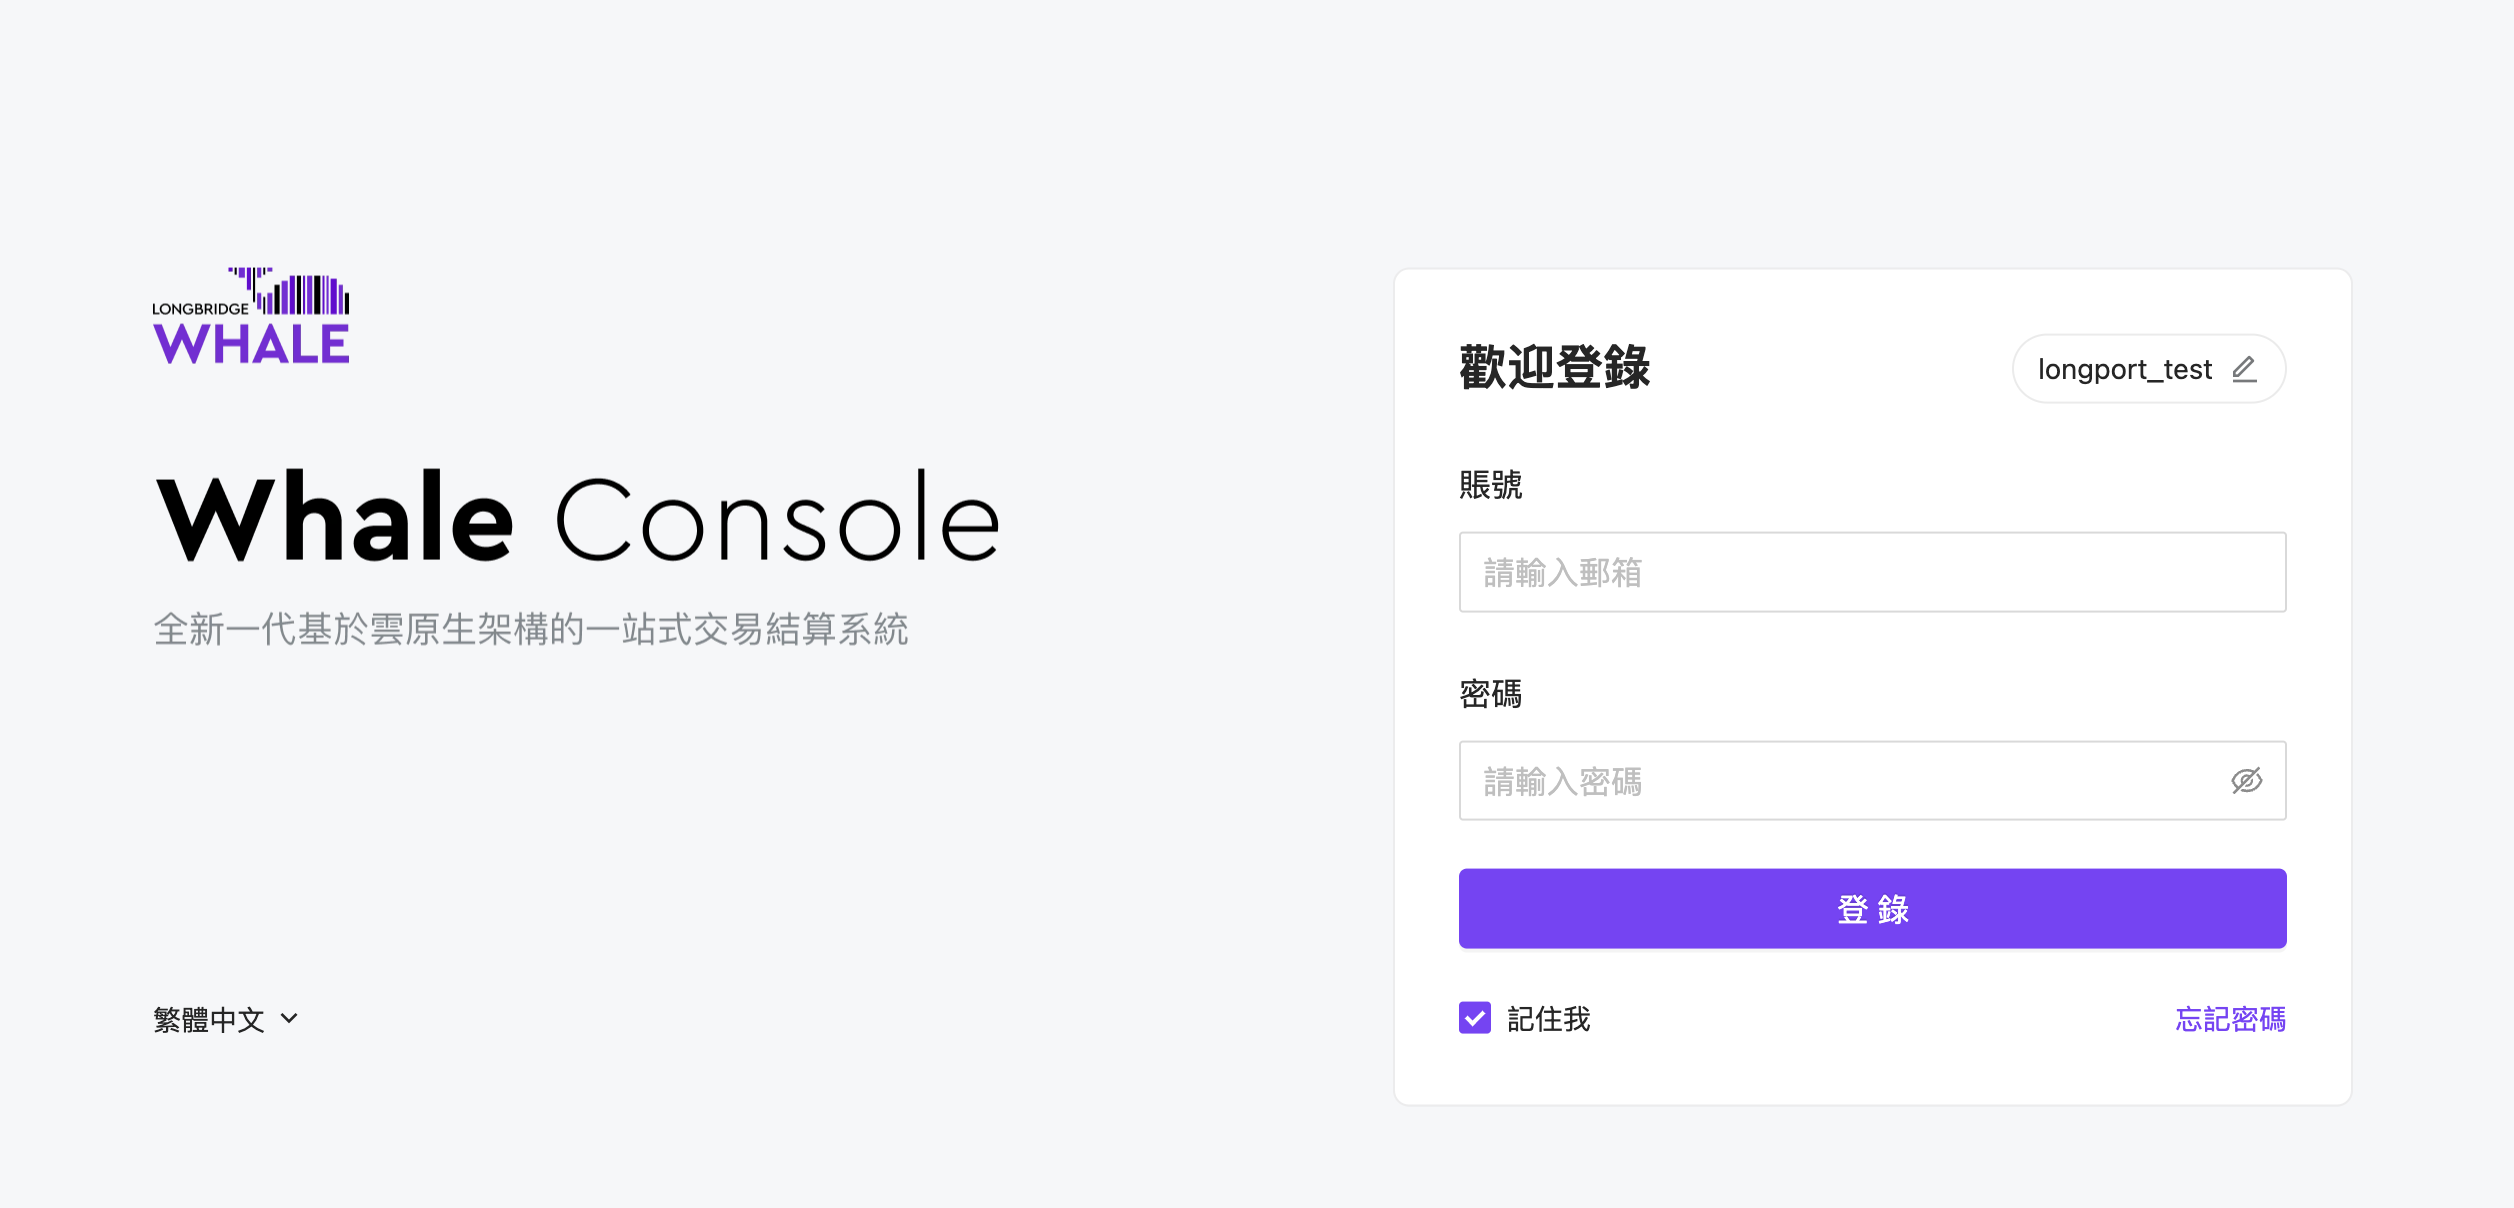 LONGBRIDGE
WHALE
Whale Console
全新一代基於雲原生架構的一站式交易結算系統
繁體中文
歡迎登錄
longport_test
賬號
請輸入郵箱
密碼
請輸入密碼
登錄
記住我
忘記密碼